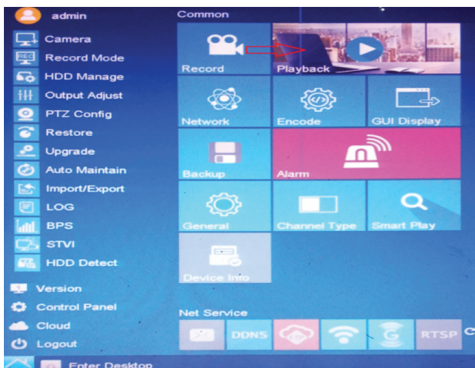 admin
Camera
Record Mode
HDD Manage
Output Adjust
PTZ Config
Restore
Upgrade
Auto Maintain
Import/Export
LOG
BPS
STVI
HDD Detect
Version
Control Panel
Cloud
Logout
Enter Desktop
Common
Record
Playback
Network
Encode
GUI Display
Backup
Alarm
General
Channel Type
Smart Play
Device Info
Net Service
DDNS
G
RTSP
C